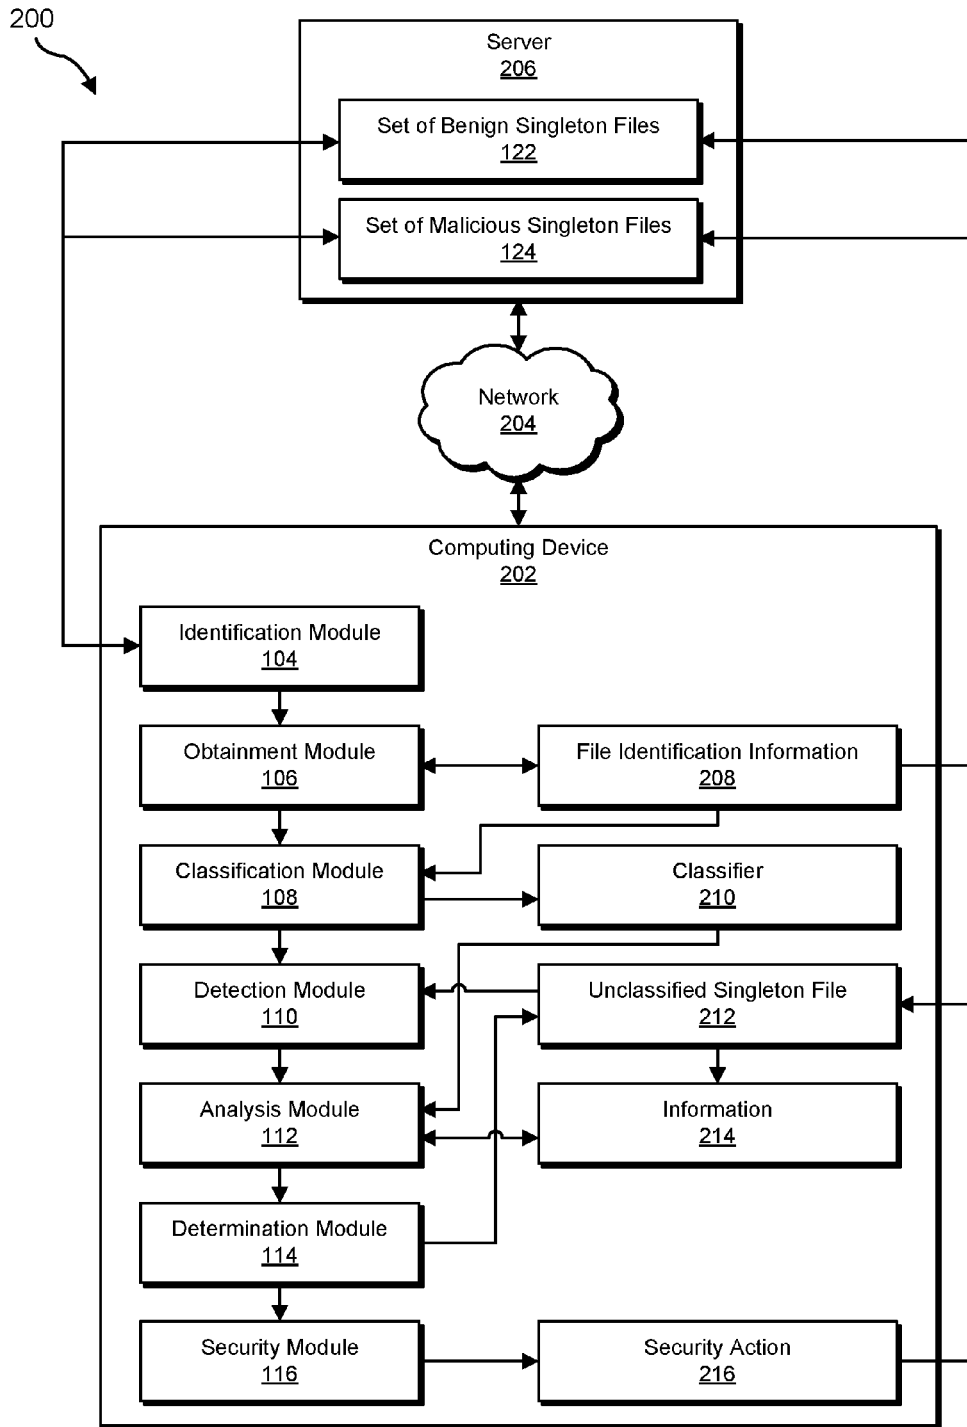 200
Server
206
Set of Benign Singleton Files
122
Set of Malicious Singleton Files
124
Network
204
Computing Device
202
Identification Module
104
Obtainment Module
106
File Identification Information
208
Classification Module
108
Classifier
210
Detection Module
110
Unclassified Singleton File
212
Analysis Module
112
Information
214
Determination Module
114
Security Module
116
Security Action
216